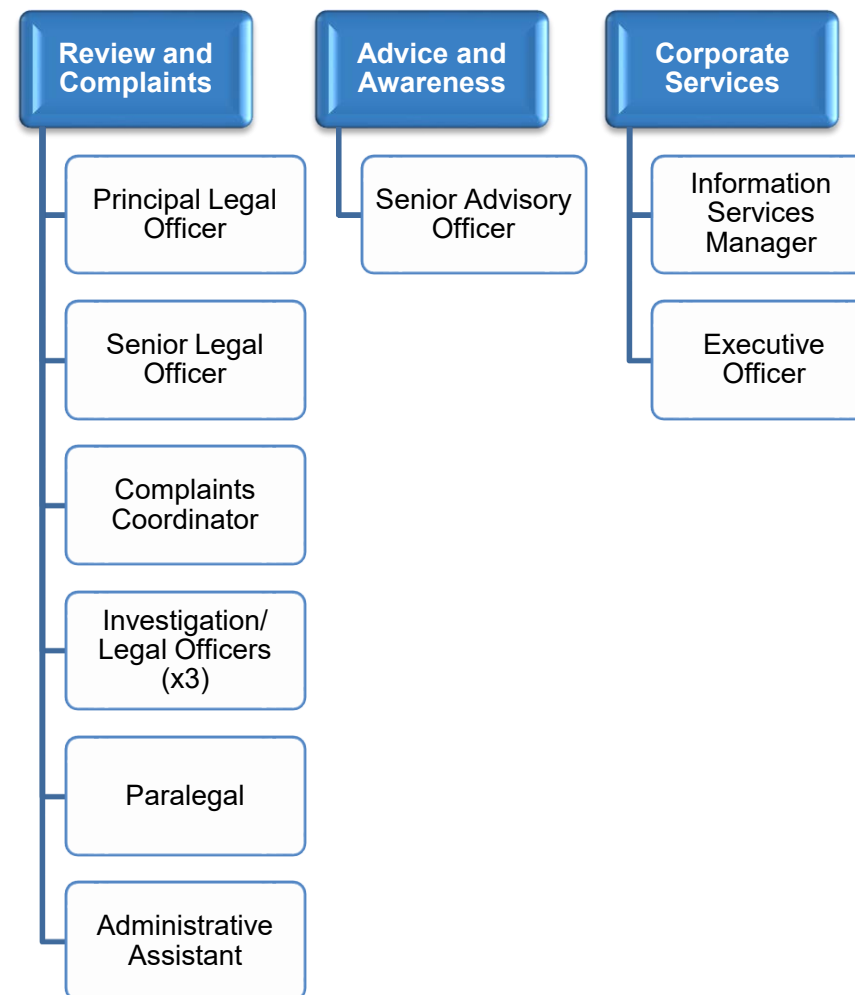 Review and
Complaints
Principal Legal
Officer
Senior Legal
Officer
Complaints
Coordinator
Investigation/
Legal Officers
(x3)
Paralegal
Administrative
Assistant
Advice and
Awareness
Senior Advisory
Officer
Corporate
Services
Information
Services
Manager
Executive
Officer